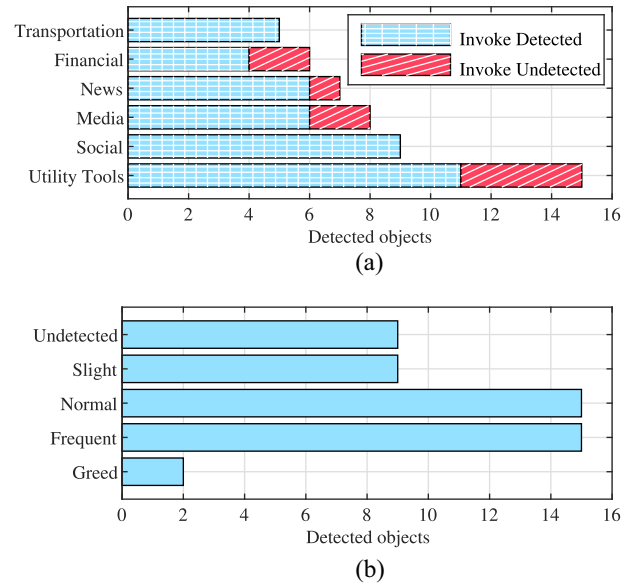 Transportation
Financial
News
Media
Social
Utility Tools
Invoke Detected
Invoke Undetected
0 2 4 6 8 10 12 14 16
Detected objects
(a)
Undetected
Slight
Normal
Frequent
Greed
0 2 4 6 8 10 12 14 16
Detected objects
(b)